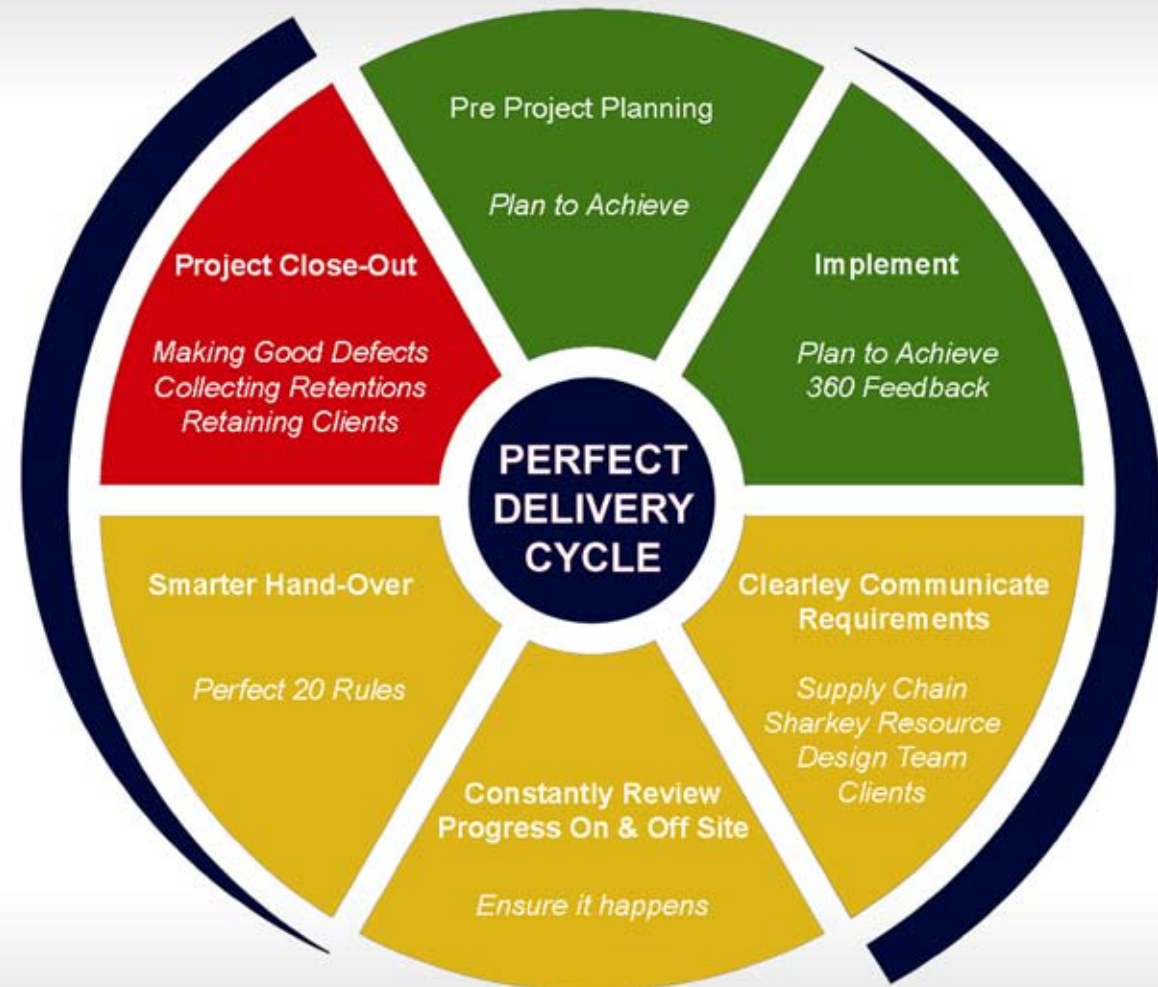 Pre Project Planning
Plan to Achieve
Implement
Plan to Achieve
360 Feedback
Clearley Communicate
Requirements
Supply Chain
Sharkey Resource
Design Team
Clients
Constantly Review
Progress On & Off Site
Ensure it happens
Smarter Hand-Over
Perfect 20 Rules
Project Close-Out
Making Good Defects
Collecting Retentions
Retaining Clients
PERFECT
DELIVERY
CYCLE